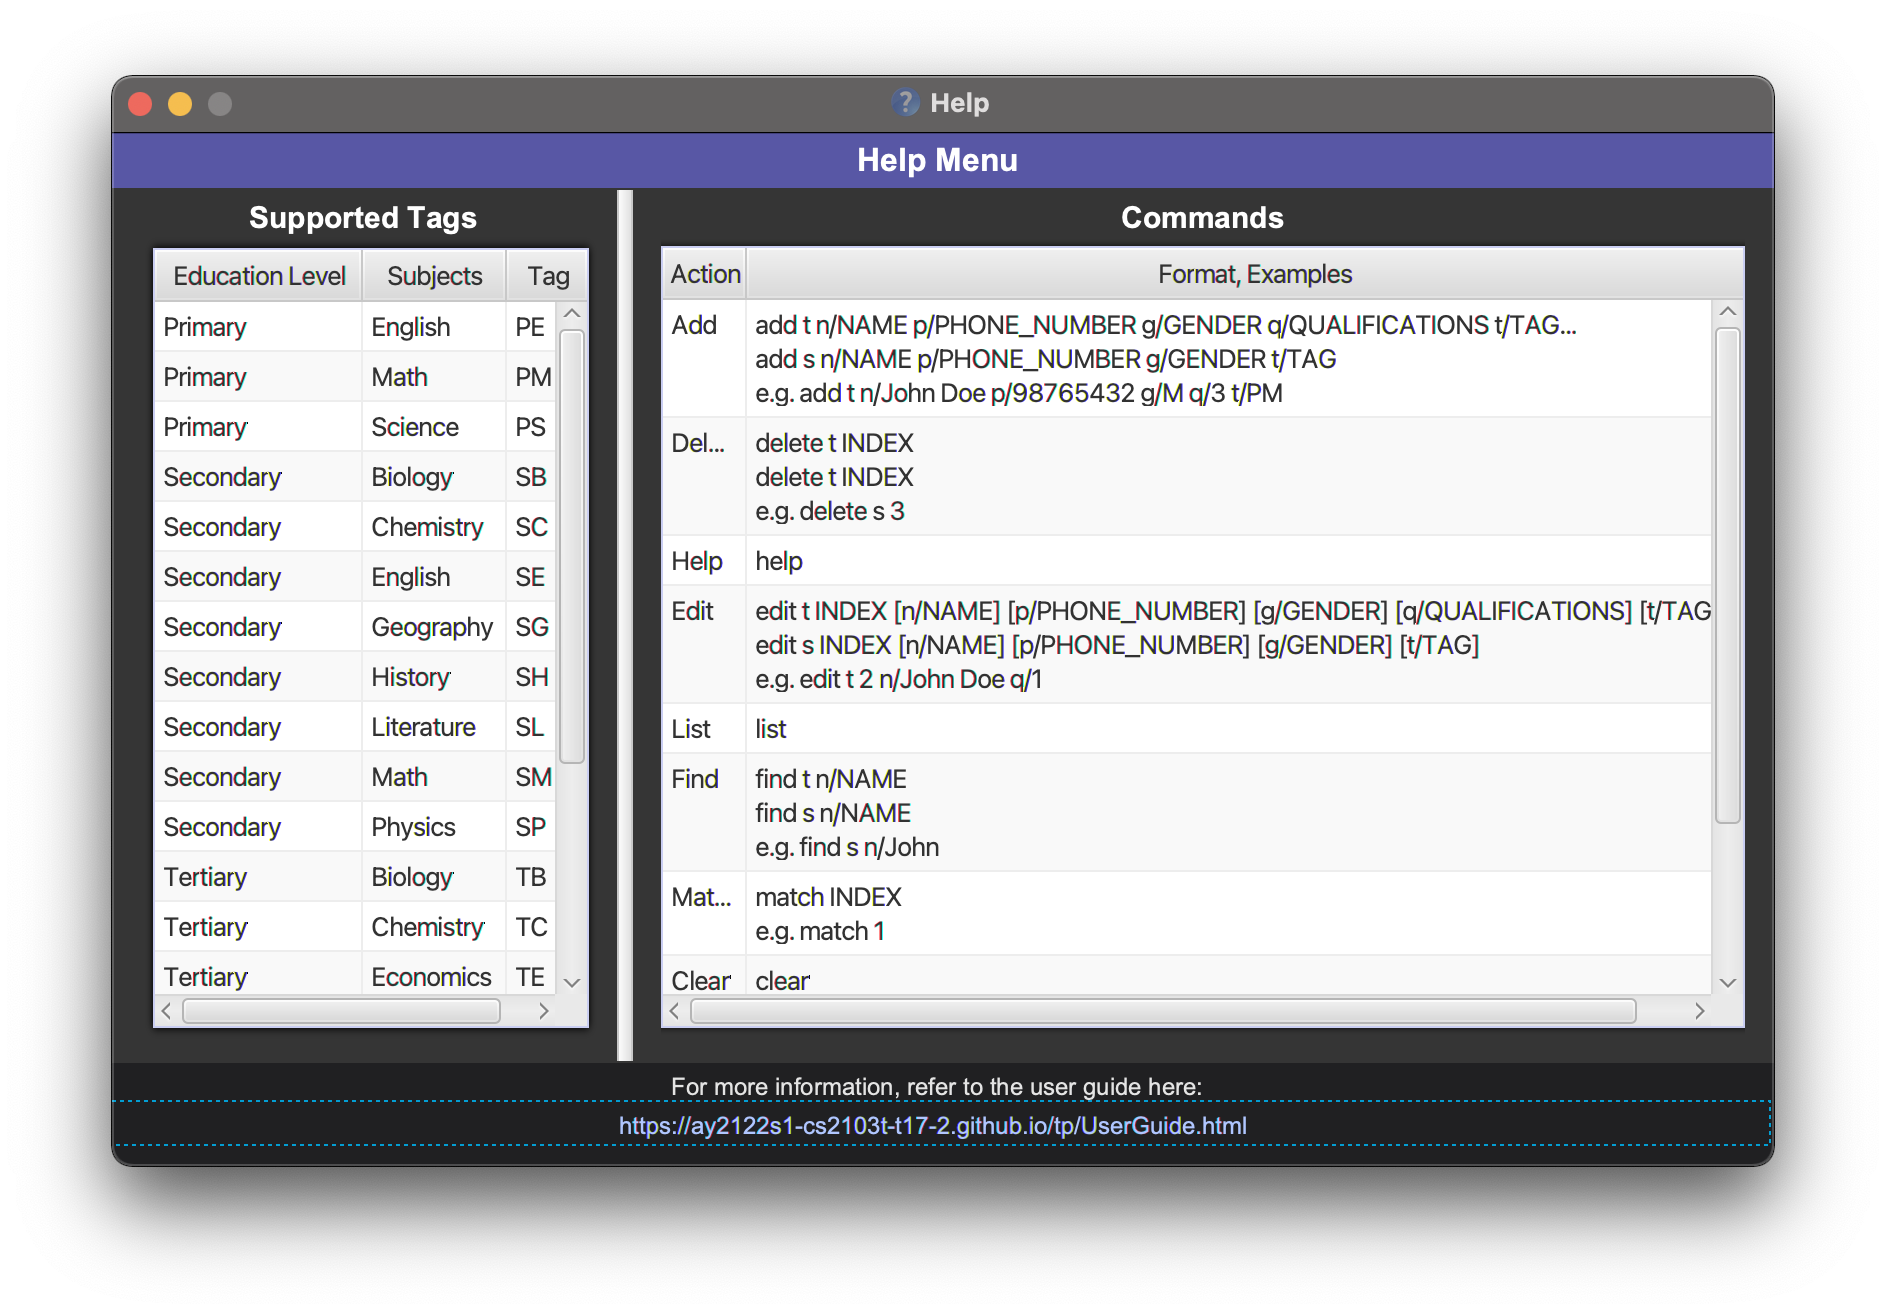 Help
Help Menu
Supported Tags
Education Level Subjects Tag
Primary English PE
Primary Math PM
Primary Science PS
Secondary Biology SB
Secondary Chemistry SC
Secondary English SE
Secondary Geography SG
Secondary History SH
Secondary Literature SL
Secondary Math SM
Secondary Physics SP
Tertiary Biology TB
Tertiary Chemistry TC
Tertiary Economics TE
Commands
Action Format, Examples
Add add t n/NAME p/PHONE_NUMBER g/GENDER q/QUALIFICATIONS t/TAG...
add s n/NAME p/PHONE_NUMBER g/GENDER t/TAG
e.g. add t n/John Doe p/98765432 g/M q/3 t/PM
Del... delete t INDEX
delete t INDEX
e.g. delete s 3
Help help
Edit edit t INDEX [n/NAME] [p/PHONE_NUMBER] [g/GENDER] [q/QUALIFICATIONS] [t/TAG
edit s INDEX [n/NAME] [p/PHONE_NUMBER] [g/GENDER] [t/TAG]
e.g. edit t 2 n/John Doe q/1
List list
Find find t n/NAME
find s n/NAME
e.g. find s n/John
Mat... match INDEX
e.g. match 1
Clear clear
For more information, refer to the user guide here:
https://ay2122s1-cs2103t-t17-2.github.io/tp/UserGuide.html